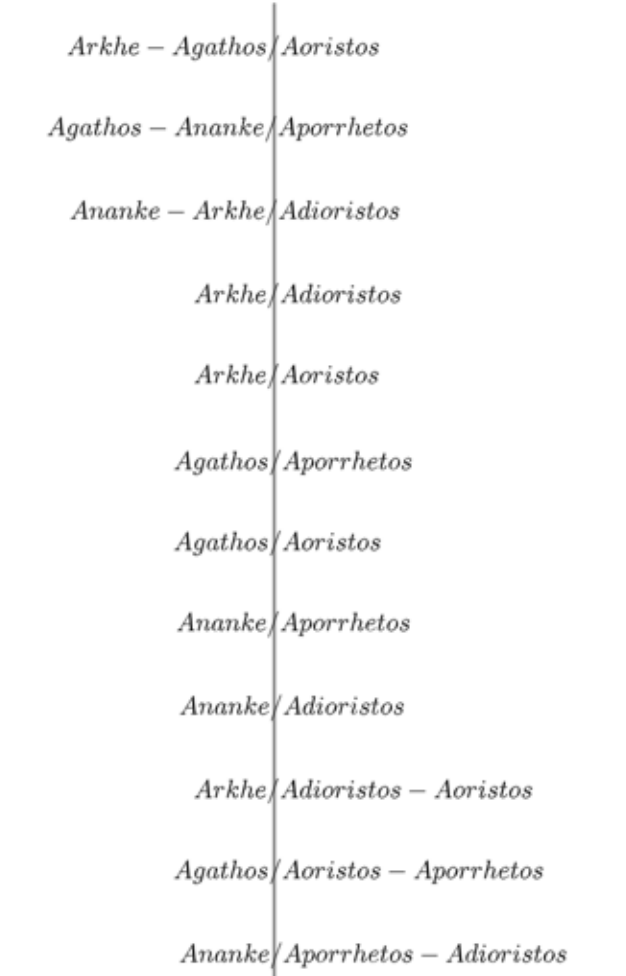 Arkhe − Agathos/Aoristos
Agathos − Ananke/Aporrhetos
Ananke − Arkhe/Adioristos
Arkhe/Adioristos
Arkhe/Aoristos
Agathos/Aporrhetos
Agathos/Aoristos
Ananke/Aporrhetos
Ananke/Adioristos
Arkhe/Adioristos − Aoristos
Agathos/Aoristos − Aporrhetos
Ananke/Aporrhetos − Adioristos